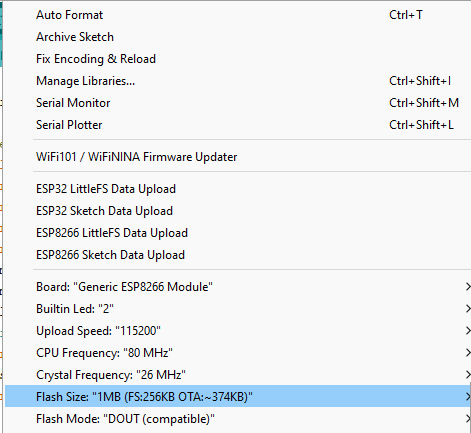 Auto Format Ctrl+T
Archive Sketch
Fix Encoding & Reload
Manage Libraries... Ctrl+Shift+I
Serial Monitor Ctrl+Shift+M
Serial Plotter Ctrl+Shift+L
WiFi101 / WiFiNINA Firmware Updater
ESP32 LittleFS Data Upload
ESP32 Sketch Data Upload
ESP8266 LittleFS Data Upload
ESP8266 Sketch Data Upload
Board: "Generic ESP8266 Module"
Builtin Led: "2"
Upload Speed: "115200"
CPU Frequency: "80 MHz"
Crystal Frequency: "26 MHz"
Flash Size: "1MB (FS:256KB OTA:~374KB)"
Flash Mode: "DOUT (compatible)"